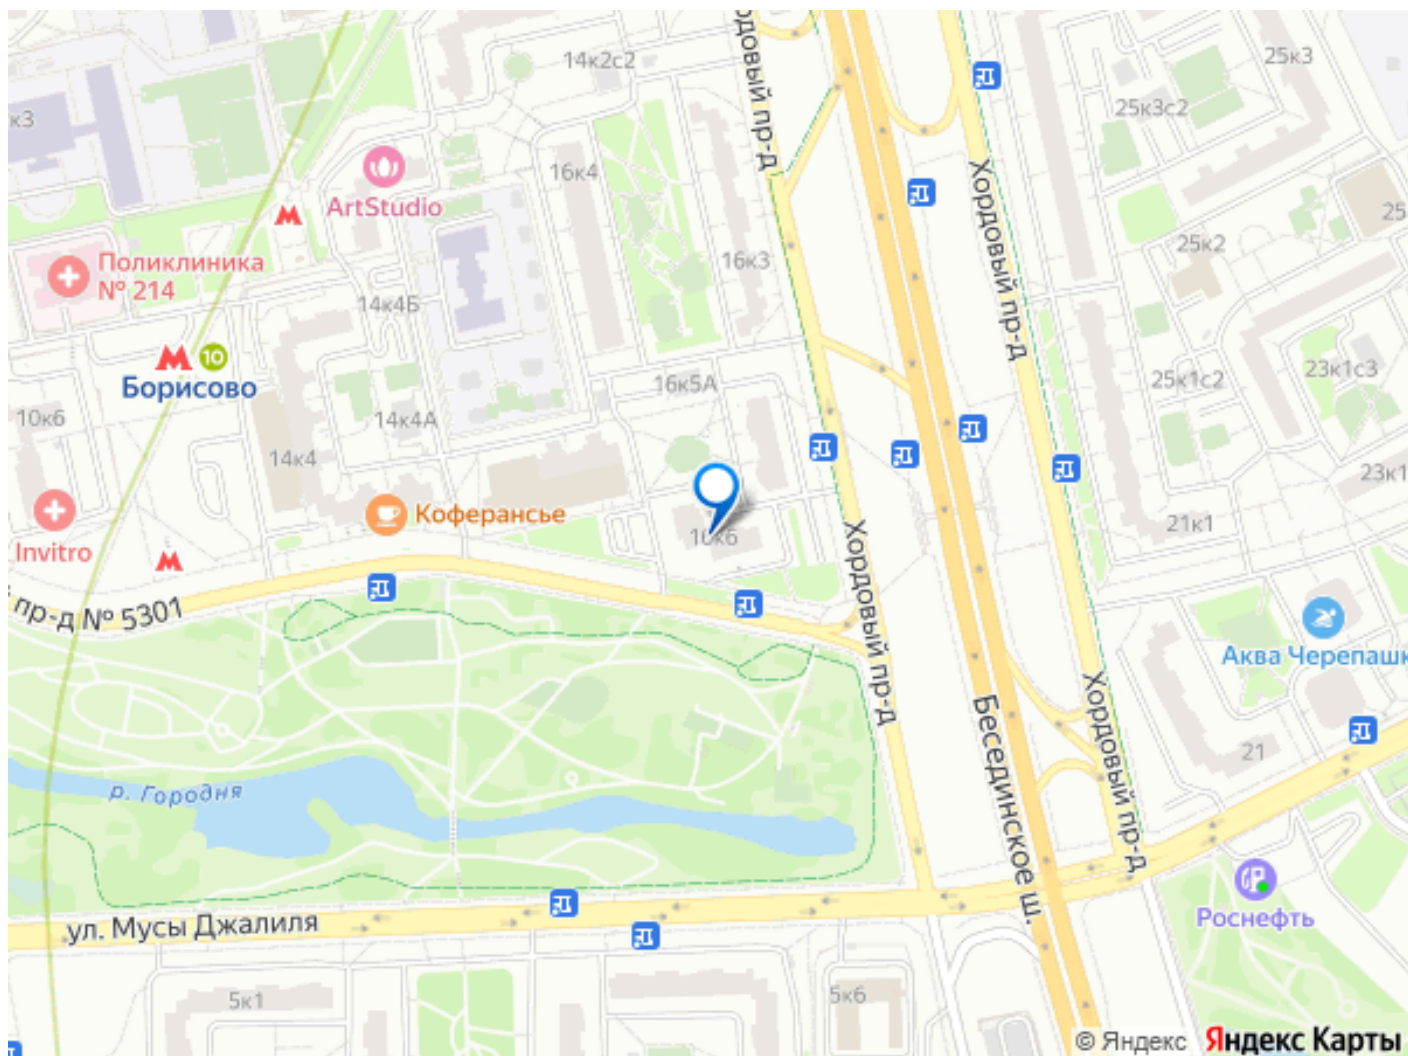 14к2с2
25к3
25к3с2
к3
Хордовый пр-д
16к4
ArtStudio
Хордовый пр-д
25
25к2
Поликлиника
№ 214
16к3
14к4Б
10
Борисово
16к5А
25к1с2
23к1с3
10к6
14к4А
14к4
23к1
Коферансье
21к1
Invitro
Хордовый пр-д
пр-д № 5301
Аква Черепашк
Хордовый пр-д
Бесединское ш.
21
р. Городня
Роснефть
ул. Мусы Джалиля
5к1
5к6
© Яндекс Яндекс Карты